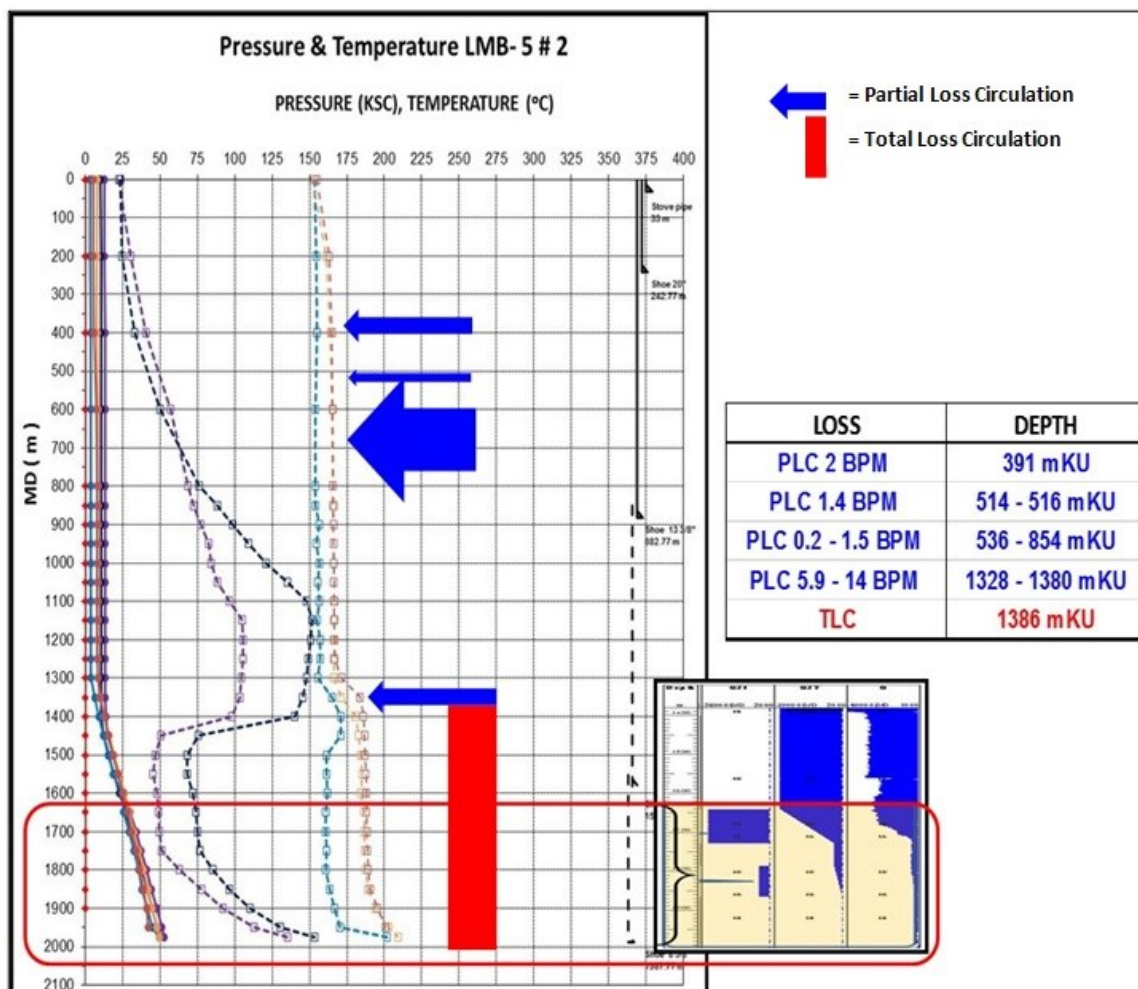 Pressure & Temperature LMB- 5 # 2
PRESSURE (KSC), TEMPERATURE (°C)
0 25 50 75 100 125 150 175 200 225 250 275 300 325 350 375 400
MD ( m )
0
100
200
300
400
500
600
700
800
900
1000
1100
1200
1300
1400
1500
1600
1700
1800
1900
2000
2100
Stove pipe
33 m
Shoe 20"
242.77 m
Shoe 13 3/8"
882.77 m
= Partial Loss Circulation
= Total Loss Circulation
LOSS DEPTH
PLC 2 BPM 391 mKU
PLC 1.4 BPM 514 - 516 mKU
PLC 0.2 - 1.5 BPM 536 - 854 mKU
PLC 5.9 - 14 BPM 1328 - 1380 mKU
TLC 1386 mKU
Depth